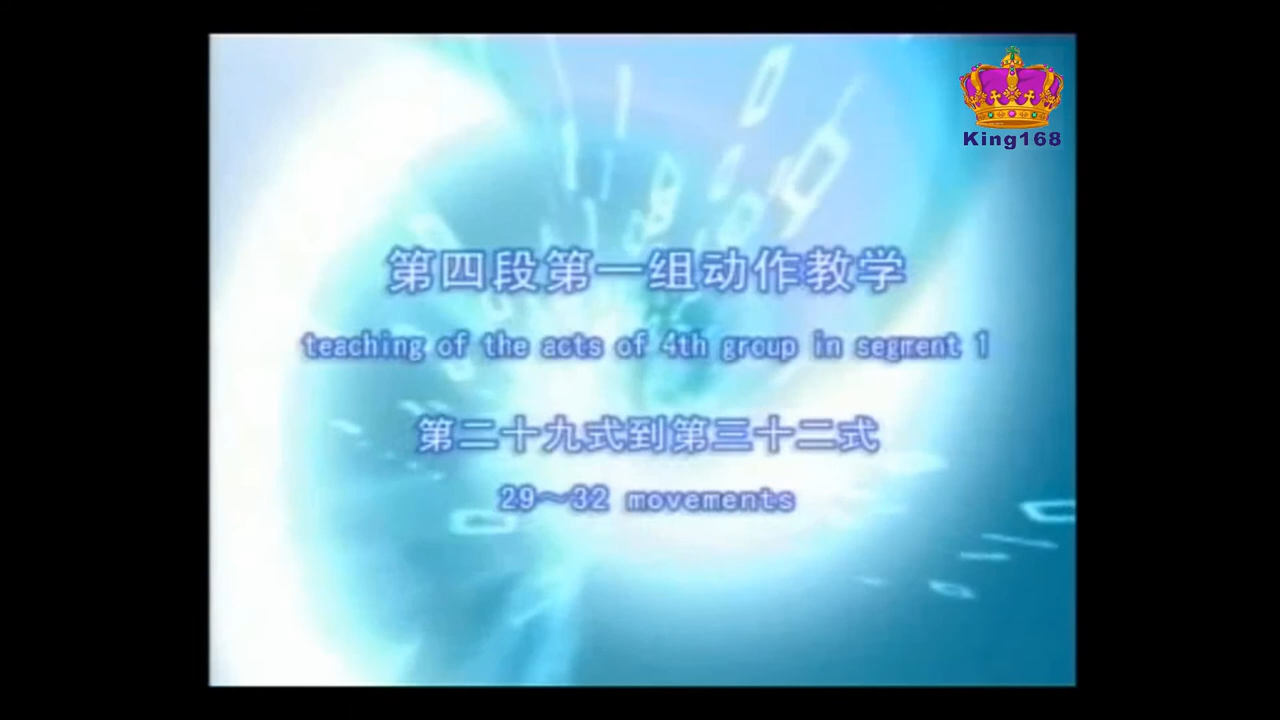 King168
第四段第一组动作教学
teaching of the acts of 4th group in segment 1
第二十九式到第三十二式
29～32 movements